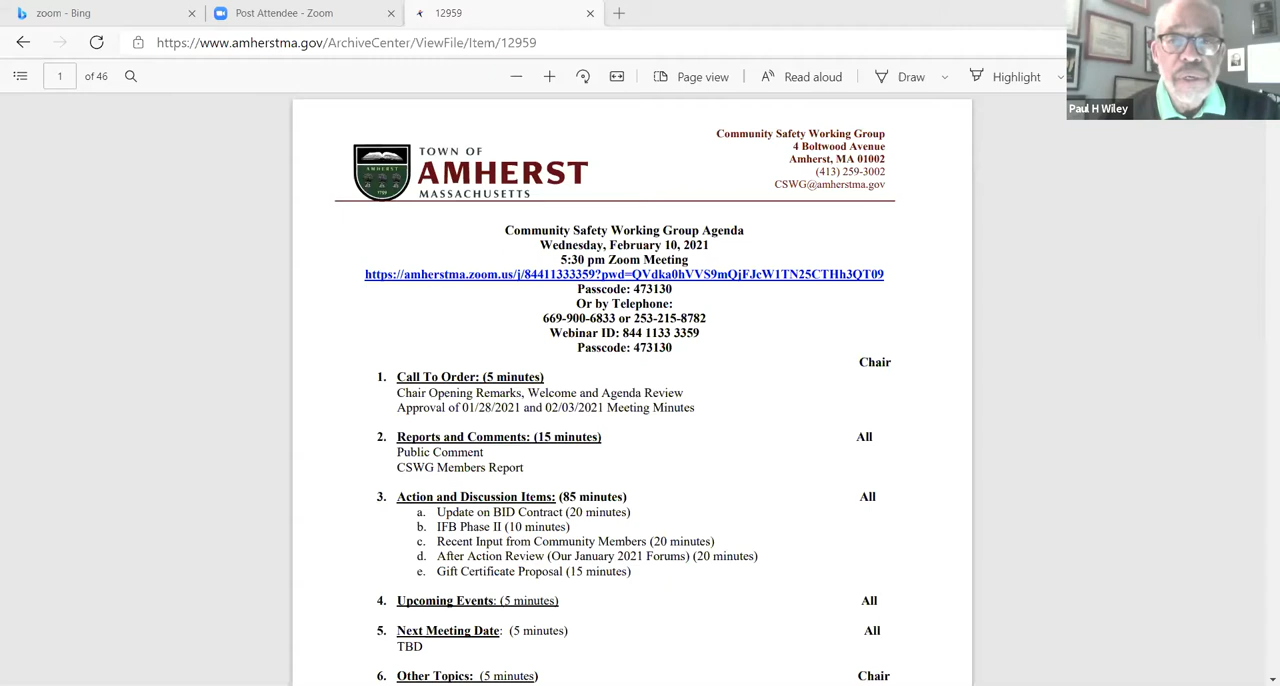 zoom - Bing
Post Attendee - Zoom
12959
https://www.amherstma.gov/ArchiveCenter/ViewFile/Item/12959
1 of 46
Page view
Read aloud
Draw
Highlight
Paul H Wiley
TOWN OF
AMHERST
MASSACHUSETTS
AMHERST
1759
Community Safety Working Group
4 Boltwood Avenue
Amherst, MA 01002
(413) 259-3002
CSWG@amherstma.gov
Community Safety Working Group Agenda
Wednesday, February 10, 2021
5:30 pm Zoom Meeting
https://amherstma.zoom.us/j/84411333359?pwd=QVdka0hVVS9mQjFJcW1TN25CTHh3QT09
Passcode: 473130
Or by Telephone:
669-900-6833 or 253-215-8782
Webinar ID: 844 1133 3359
Passcode: 473130
Chair
1. Call To Order: (5 minutes)
Chair Opening Remarks, Welcome and Agenda Review
Approval of 01/28/2021 and 02/03/2021 Meeting Minutes
2. Reports and Comments: (15 minutes) All
Public Comment
CSWG Members Report
3. Action and Discussion Items: (85 minutes) All
a. Update on BID Contract (20 minutes)
b. IFB Phase II (10 minutes)
c. Recent Input from Community Members (20 minutes)
d. After Action Review (Our January 2021 Forums) (20 minutes)
e. Gift Certificate Proposal (15 minutes)
4. Upcoming Events: (5 minutes) All
5. Next Meeting Date: (5 minutes) All
TBD
6. Other Topics: (5 minutes) Chair